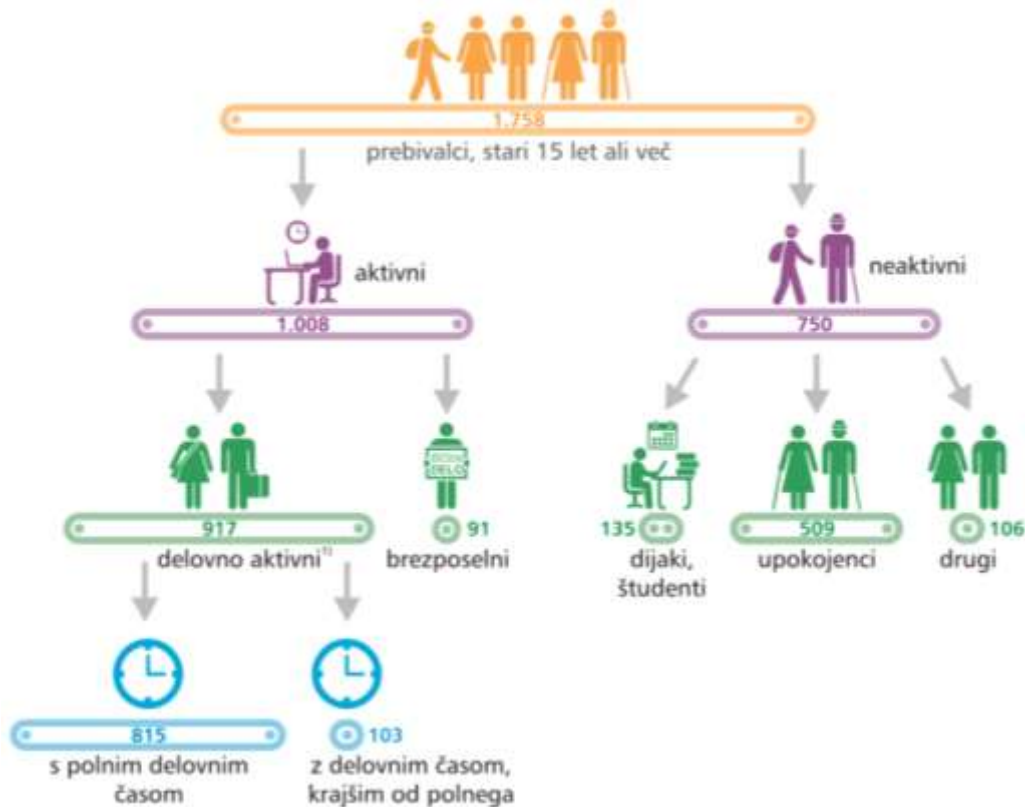 1.758
prebivalci, stari 15 let ali več
aktivni
neaktivni
1.008
750
DELO
917
91
135
509
106
delovno aktivni¹⁾
brezposelni
dijaki,
študenti
upokojenci
drugi
815
103
s polnim delovnim
časom
z delovnim časom,
krajšim od polnega